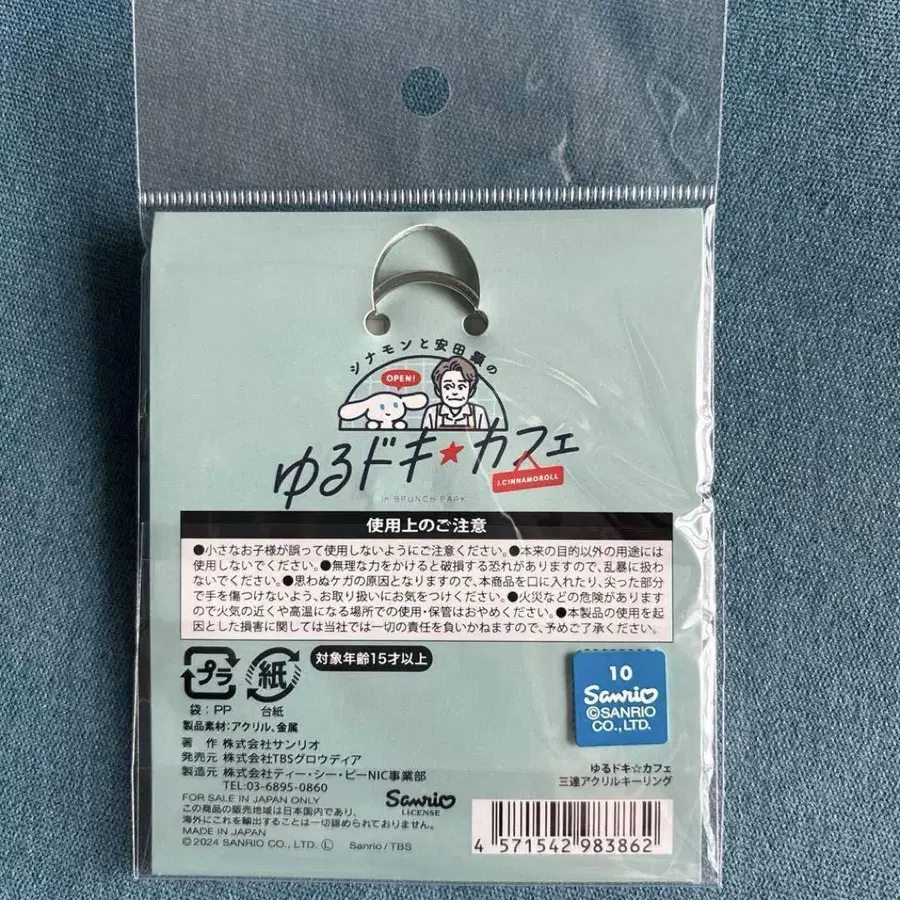 シナモンと安田顕の
OPEN!
ゆるドキ★カフェ
I.CINNAMOROLL
in BRUNCH PARK
使用上のご注意
●小さなお子様が誤って使用しないようにご注意ください。●本来の目的以外の用途には
使用しないでください。●無理な力をかけると破損する恐れがありますので、乱暴に扱わ
ないでください。●思わぬケガの原因となりますので、本商品を口に入れたり、尖った部分
で手を傷つけないよう、お取り扱いにお気をつけください。●火災などの危険があります
ので火気の近くや高温になる場所での使用・保管はおやめください。●本製品の使用を起
因とした損害に関しては当社では一切の責任を負いかねますので、予めご了承ください。
プラ
紙
対象年齢15才以上
袋：PP
台紙
製品素材：アクリル、金属
著 作 株式会社サンリオ
発売元 株式会社TBSグロウディア
製造元 株式会社ティー・シー・ピーNIC事業部
TEL:03-6895-0860
FOR SALE IN JAPAN ONLY
この商品の販売地域は日本国内であり、
海外にこれを輸出することは一切認められておりません。
MADE IN JAPAN
©2024 SANRIO CO., LTD. Ⓛ Sanrio/TBS
Sanrio
LICENSE
10
Sanrio
©SANRIO
CO., LTD.
ゆるドキ☆カフェ
三連アクリルキーリング
4 571542 983862